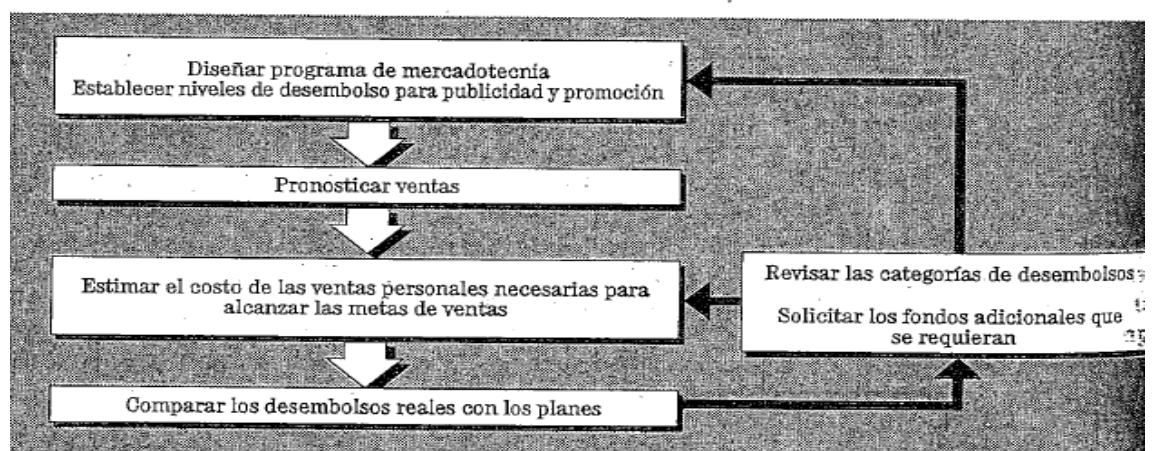 Diseñar programa de mercadotecnía
Establecer niveles de desembolso para publicidad y promoción
Pronosticar ventas
Estimar el costo de las ventas personales necesarias para
alcanzar las metas de ventas
Comparar los desembolsos reales con los planes
Revisar las categorías de desembolsos
Solicitar los fondos adicionales que
se requieran